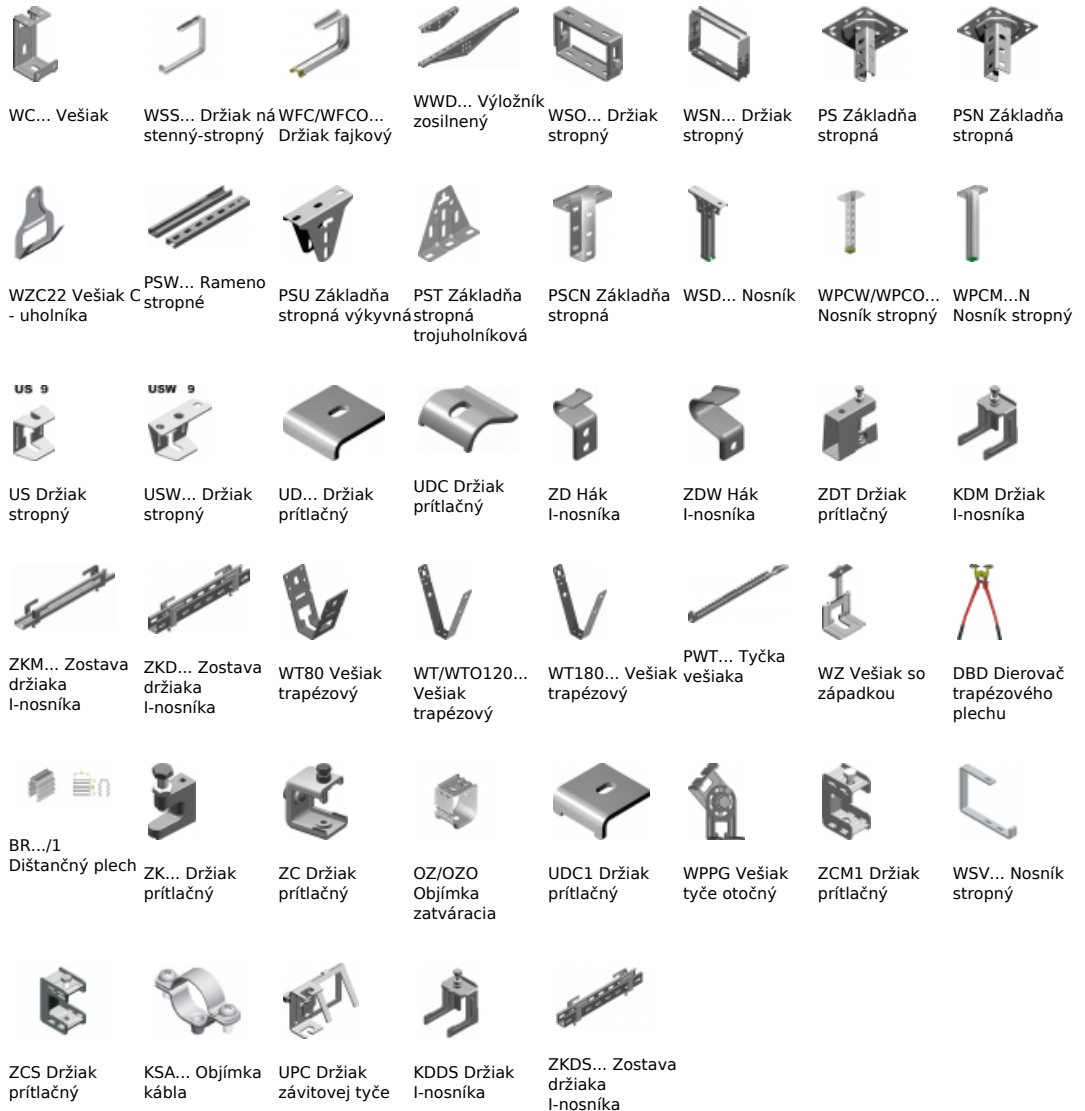 WC... Vešiak
WSS... Držiak ná
stenný-stropný
WFC/WFCO...
Držiak fajkový
WWD... Výložník
zosilnený
WSO... Držiak
stropný
WSN... Držiak
stropný
PS Základňa
stropná
PSN Základňa
stropná
WZC22 Vešiak C
- uholníka
PSW... Rameno
stropné
PSU Základňa
stropná výkyvná
PST Základňa
stropná
trojuholníková
PSCN Základňa
stropná
WSD... Nosník
WPCW/WPCO...
Nosník stropný
WPCM...N
Nosník stropný
US 9
USW 9
US Držiak
stropný
USW... Držiak
stropný
UD... Držiak
prítlačný
UDC Držiak
prítlačný
ZD Hák
I-nosníka
ZDW Hák
I-nosníka
ZDT Držiak
prítlačný
KDM Držiak
I-nosníka
ZKM... Zostava
držiaka
I-nosníka
ZKD... Zostava
držiaka
I-nosníka
WT80 Vešiak
trapézový
WT/WTO120...
Vešiak
trapézový
WT180... Vešiak
trapézový
PWT... Tyčka
vešiaka
WZ Vešiak so
západkou
DBD Dierovač
trapézového
plechu
BR.../1
Dištančný plech
ZK... Držiak
prítlačný
ZC Držiak
prítlačný
OZ/OZO
Objímka
zatváracia
UDC1 Držiak
prítlačný
WPPG Vešiak
tyče otočný
ZCM1 Držiak
prítlačný
WSV... Nosník
stropný
ZCS Držiak
prítlačný
KSA... Objímka
kábla
UPC Držiak
závitovej tyče
KDDS Držiak
I-nosníka
ZKDS... Zostava
držiaka
I-nosníka